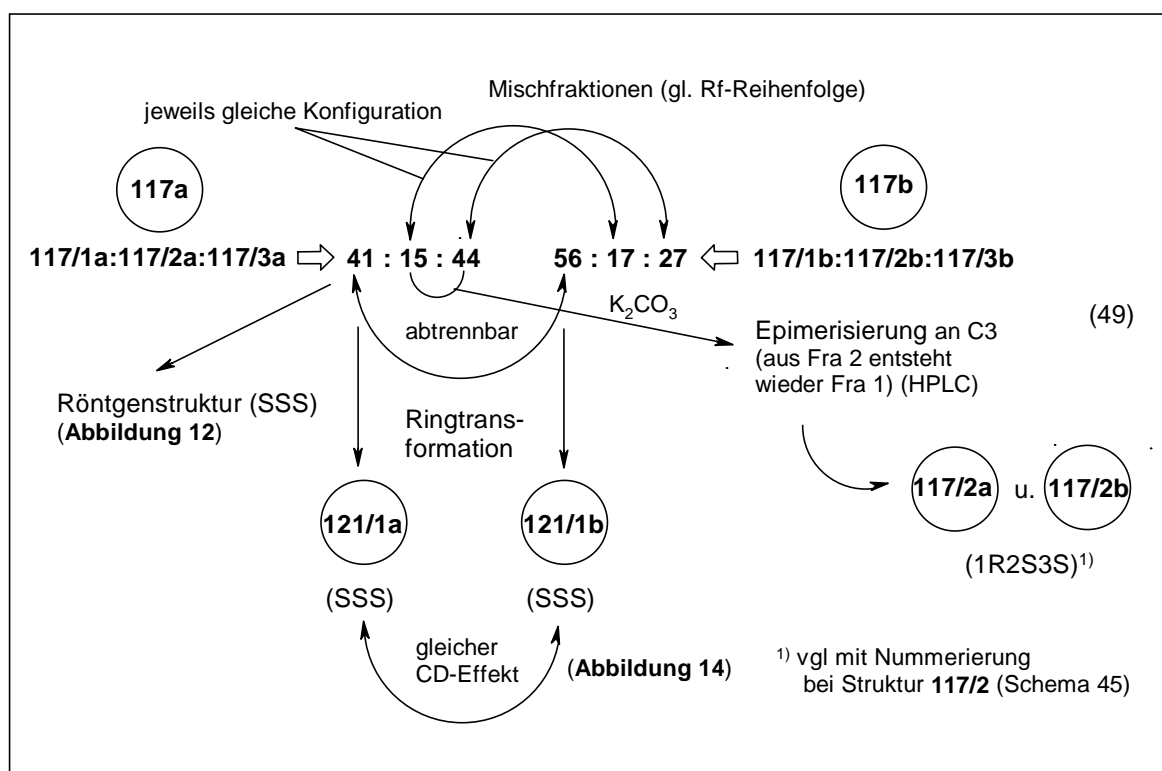 Mischfraktionen (gl. Rf-Reihenfolge)
jeweils gleiche Konfiguration
117a
117b
117/1a:117/2a:117/3a
41 : 15 : 44
56 : 17 : 27
117/1b:117/2b:117/3b
K₂CO₃
abtrennbar
Epimerisierung an C3
(aus Fra 2 entsteht
wieder Fra 1) (HPLC)
(49)
Röntgenstruktur (SSS)
(Abbildung 12)
Ringtrans-
formation
121/1a
121/1b
117/2a u. 117/2b
(1R2S3S)¹⁾
(SSS)
(SSS)
gleicher
CD-Effekt
(Abbildung 14)
¹⁾ vgl mit Nummerierung
bei Struktur 117/2 (Schema 45)